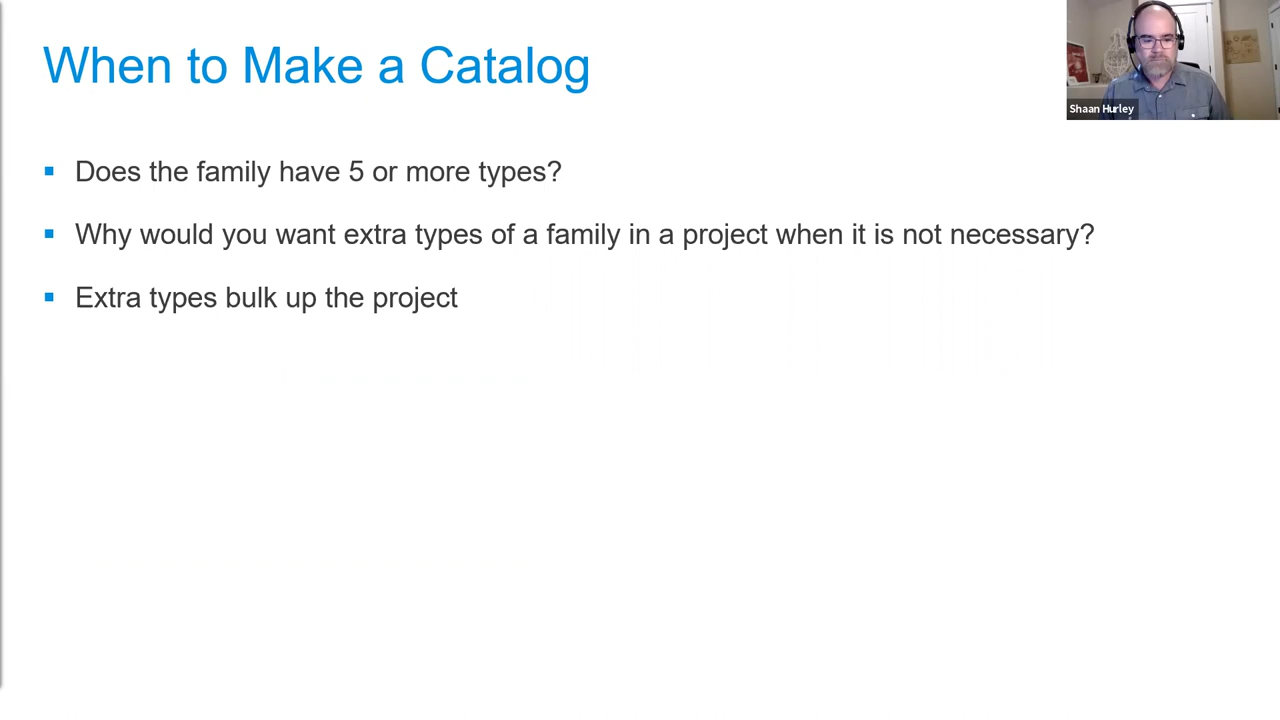 When to Make a Catalog
Shaan Hurley
Does the family have 5 or more types?
Why would you want extra types of a family in a project when it is not necessary?
Extra types bulk up the project